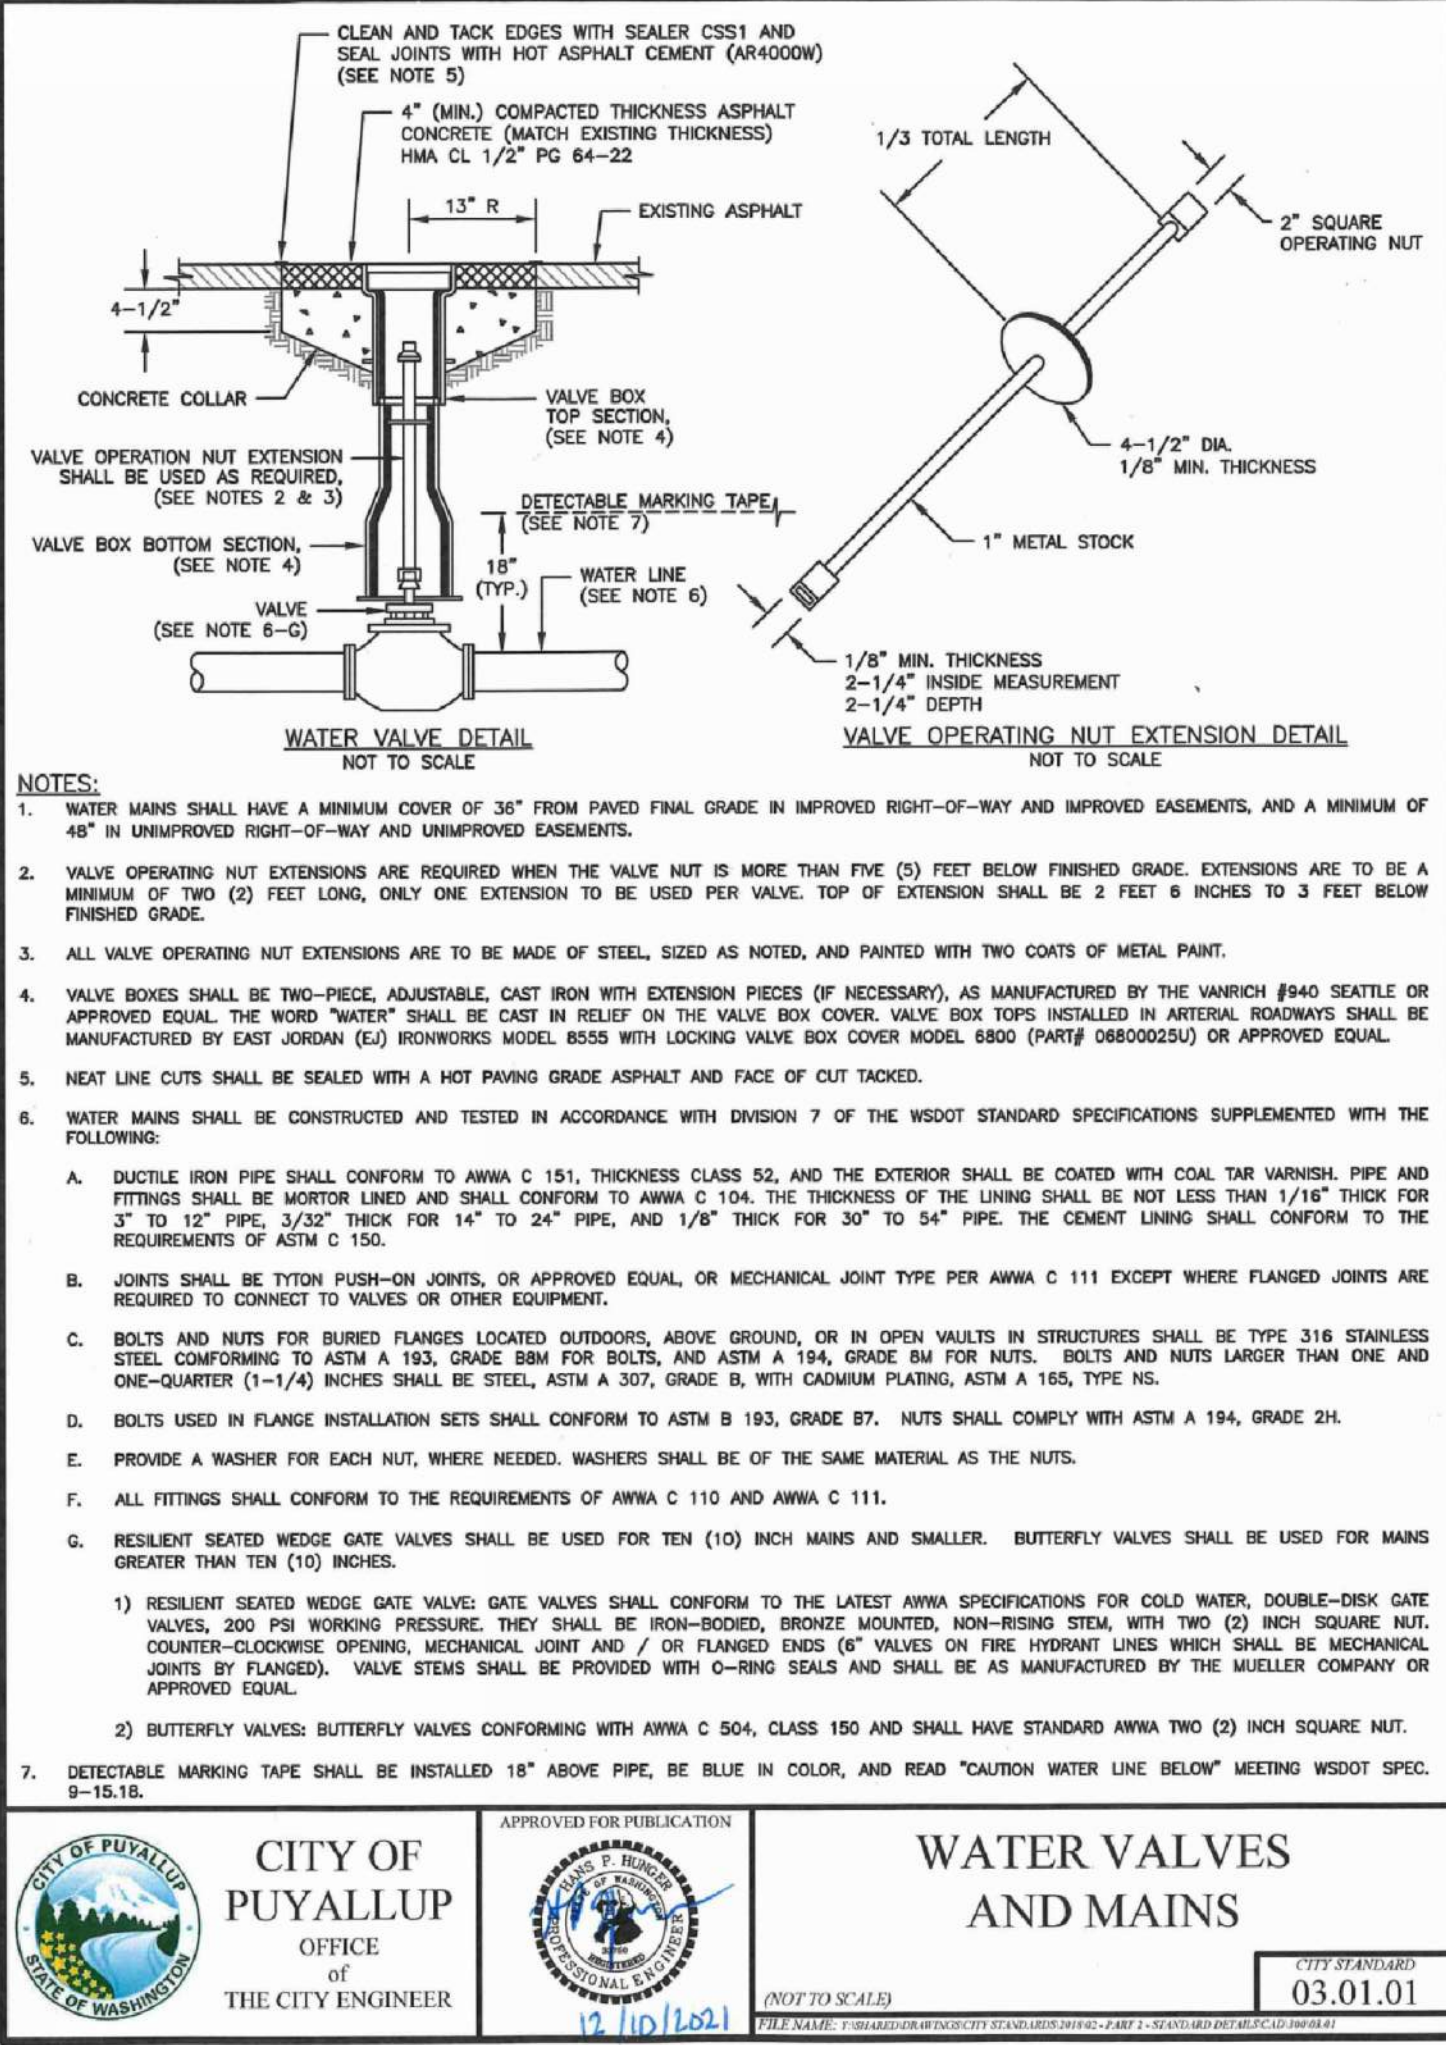 CLEAN AND TACK EDGES WITH SEALER CSS1 AND
SEAL JOINTS WITH HOT ASPHALT CEMENT (AR4000W)
(SEE NOTE 5)
4" (MIN.) COMPACTED THICKNESS ASPHALT
CONCRETE (MATCH EXISTING THICKNESS)
HMA CL 1/2" PG 64-22
13" R
EXISTING ASPHALT
4-1/2"
CONCRETE COLLAR
VALVE BOX
TOP SECTION,
(SEE NOTE 4)
VALVE OPERATION NUT EXTENSION
SHALL BE USED AS REQUIRED,
(SEE NOTES 2 & 3)
DETECTABLE MARKING TAPE
(SEE NOTE 7)
VALVE BOX BOTTOM SECTION,
(SEE NOTE 4)
18"
(TYP.)
WATER LINE
(SEE NOTE 6)
VALVE
(SEE NOTE 6-G)
WATER VALVE DETAIL
NOT TO SCALE
1/3 TOTAL LENGTH
2" SQUARE
OPERATING NUT
4-1/2" DIA.
1/8" MIN. THICKNESS
1" METAL STOCK
1/8" MIN. THICKNESS
2-1/4" INSIDE MEASUREMENT
2-1/4" DEPTH
VALVE OPERATING NUT EXTENSION DETAIL
NOT TO SCALE
NOTES:
1. WATER MAINS SHALL HAVE A MINIMUM COVER OF 36" FROM PAVED FINAL GRADE IN IMPROVED RIGHT-OF-WAY AND IMPROVED EASEMENTS, AND A MINIMUM OF
48" IN UNIMPROVED RIGHT-OF-WAY AND UNIMPROVED EASEMENTS.
2. VALVE OPERATING NUT EXTENSIONS ARE REQUIRED WHEN THE VALVE NUT IS MORE THAN FIVE (5) FEET BELOW FINISHED GRADE. EXTENSIONS ARE TO BE A
MINIMUM OF TWO (2) FEET LONG, ONLY ONE EXTENSION TO BE USED PER VALVE. TOP OF EXTENSION SHALL BE 2 FEET 6 INCHES TO 3 FEET BELOW
FINISHED GRADE.
3. ALL VALVE OPERATING NUT EXTENSIONS ARE TO BE MADE OF STEEL, SIZED AS NOTED, AND PAINTED WITH TWO COATS OF METAL PAINT.
4. VALVE BOXES SHALL BE TWO-PIECE, ADJUSTABLE, CAST IRON WITH EXTENSION PIECES (IF NECESSARY), AS MANUFACTURED BY THE VANRICH #940 SEATTLE OR
APPROVED EQUAL. THE WORD "WATER" SHALL BE CAST IN RELIEF ON THE VALVE BOX COVER. VALVE BOX TOPS INSTALLED IN ARTERIAL ROADWAYS SHALL BE
MANUFACTURED BY EAST JORDAN (EJ) IRONWORKS MODEL 8555 WITH LOCKING VALVE BOX COVER MODEL 6800 (PART# 06800025U) OR APPROVED EQUAL.
5. NEAT LINE CUTS SHALL BE SEALED WITH A HOT PAVING GRADE ASPHALT AND FACE OF CUT TACKED.
6. WATER MAINS SHALL BE CONSTRUCTED AND TESTED IN ACCORDANCE WITH DIVISION 7 OF THE WSDOT STANDARD SPECIFICATIONS SUPPLEMENTED WITH THE
FOLLOWING:
A. DUCTILE IRON PIPE SHALL CONFORM TO AWWA C 151, THICKNESS CLASS 52, AND THE EXTERIOR SHALL BE COATED WITH COAL TAR VARNISH. PIPE AND
FITTINGS SHALL BE MORTOR LINED AND SHALL CONFORM TO AWWA C 104. THE THICKNESS OF THE LINING SHALL BE NOT LESS THAN 1/16" THICK FOR
3" TO 12" PIPE, 3/32" THICK FOR 14" TO 24" PIPE, AND 1/8" THICK FOR 30" TO 54" PIPE. THE CEMENT LINING SHALL CONFORM TO THE
REQUIREMENTS OF ASTM C 150.
B. JOINTS SHALL BE TYTON PUSH-ON JOINTS, OR APPROVED EQUAL, OR MECHANICAL JOINT TYPE PER AWWA C 111 EXCEPT WHERE FLANGED JOINTS ARE
REQUIRED TO CONNECT TO VALVES OR OTHER EQUIPMENT.
C. BOLTS AND NUTS FOR BURIED FLANGES LOCATED OUTDOORS, ABOVE GROUND, OR IN OPEN VAULTS IN STRUCTURES SHALL BE TYPE 316 STAINLESS
STEEL COMFORMING TO ASTM A 193, GRADE B8M FOR BOLTS, AND ASTM A 194, GRADE 8M FOR NUTS. BOLTS AND NUTS LARGER THAN ONE AND
ONE-QUARTER (1-1/4) INCHES SHALL BE STEEL, ASTM A 307, GRADE B, WITH CADMIUM PLATING, ASTM A 165, TYPE NS.
D. BOLTS USED IN FLANGE INSTALLATION SETS SHALL CONFORM TO ASTM B 193, GRADE B7. NUTS SHALL COMPLY WITH ASTM A 194, GRADE 2H.
E. PROVIDE A WASHER FOR EACH NUT, WHERE NEEDED. WASHERS SHALL BE OF THE SAME MATERIAL AS THE NUTS.
F. ALL FITTINGS SHALL CONFORM TO THE REQUIREMENTS OF AWWA C 110 AND AWWA C 111.
G. RESILIENT SEATED WEDGE GATE VALVES SHALL BE USED FOR TEN (10) INCH MAINS AND SMALLER. BUTTERFLY VALVES SHALL BE USED FOR MAINS
GREATER THAN TEN (10) INCHES.
1) RESILIENT SEATED WEDGE GATE VALVE: GATE VALVES SHALL CONFORM TO THE LATEST AWWA SPECIFICATIONS FOR COLD WATER, DOUBLE-DISK GATE
VALVES, 200 PSI WORKING PRESSURE. THEY SHALL BE IRON-BODIED, BRONZE MOUNTED, NON-RISING STEM, WITH TWO (2) INCH SQUARE NUT.
COUNTER-CLOCKWISE OPENING, MECHANICAL JOINT AND / OR FLANGED ENDS (6" VALVES ON FIRE HYDRANT LINES WHICH SHALL BE MECHANICAL
JOINTS BY FLANGED). VALVE STEMS SHALL BE PROVIDED WITH O-RING SEALS AND SHALL BE AS MANUFACTURED BY THE MUELLER COMPANY OR
APPROVED EQUAL.
2) BUTTERFLY VALVES: BUTTERFLY VALVES CONFORMING WITH AWWA C 504, CLASS 150 AND SHALL HAVE STANDARD AWWA TWO (2) INCH SQUARE NUT.
7. DETECTABLE MARKING TAPE SHALL BE INSTALLED 18" ABOVE PIPE, BE BLUE IN COLOR, AND READ "CAUTION WATER LINE BELOW" MEETING WSDOT SPEC.
9-15.18.
CITY OF PUYALLUP
STATE OF WASHINGTON
CITY OF
PUYALLUP
OFFICE
of
THE CITY ENGINEER
APPROVED FOR PUBLICATION
HANS P. HUNGER
STATE OF WASHINGTON
REGISTERED
PROFESSIONAL ENGINEER
12/10/2021
WATER VALVES
AND MAINS
(NOT TO SCALE)
CITY STANDARD
03.01.01
FILE NAME: T:\SHARED\DRAWINGS\CITY STANDARDS\2018\02 - PART 2 - STANDARD DETAILS\CAD\300\03.01